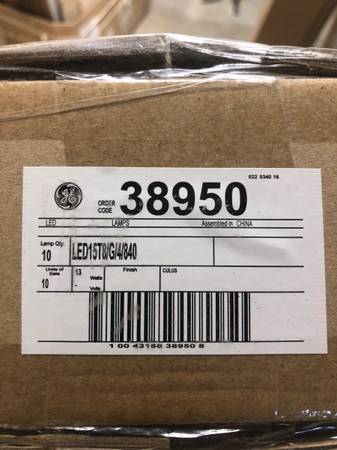 022 0340 16
GE
ORDER CODE 38950
LED LAMPS Assembled in CHINA
Lamp Qty. 10 LED15T8/G/4/840
Units of Sale 10 13 - Watts Volts Finish CULUS
1 00 43168 38950 8